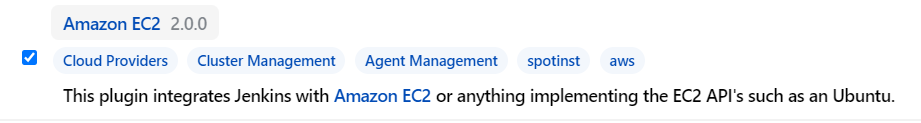 Amazon EC2 2.0.0
Cloud Providers Cluster Management Agent Management spotinst aws
This plugin integrates Jenkins with Amazon EC2 or anything implementing the EC2 API's such as an Ubuntu.